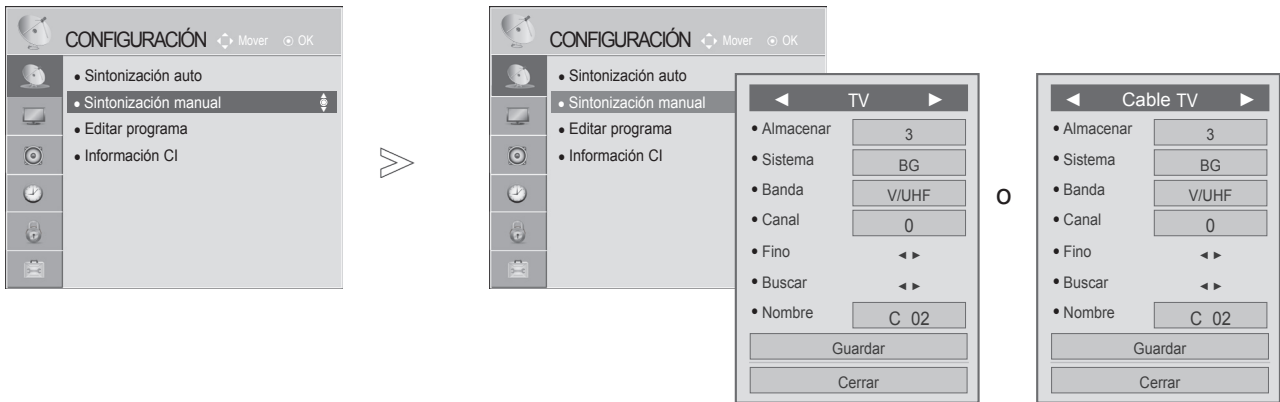 CONFIGURACIÓN Mover OK
• Sintonización auto
• Sintonización manual
• Editar programa
• Información CI
CONFIGURACIÓN Mover OK
• Sintonización auto
• Sintonización manual
• Editar programa
• Información CI
◄ TV ►
• Almacenar 3
• Sistema BG
• Banda V/UHF
• Canal 0
• Fino ◄ ►
• Buscar ◄ ►
• Nombre C 02
Guardar
Cerrar
o
◄ Cable TV ►
• Almacenar 3
• Sistema BG
• Banda V/UHF
• Canal 0
• Fino ◄ ►
• Buscar ◄ ►
• Nombre C 02
Guardar
Cerrar